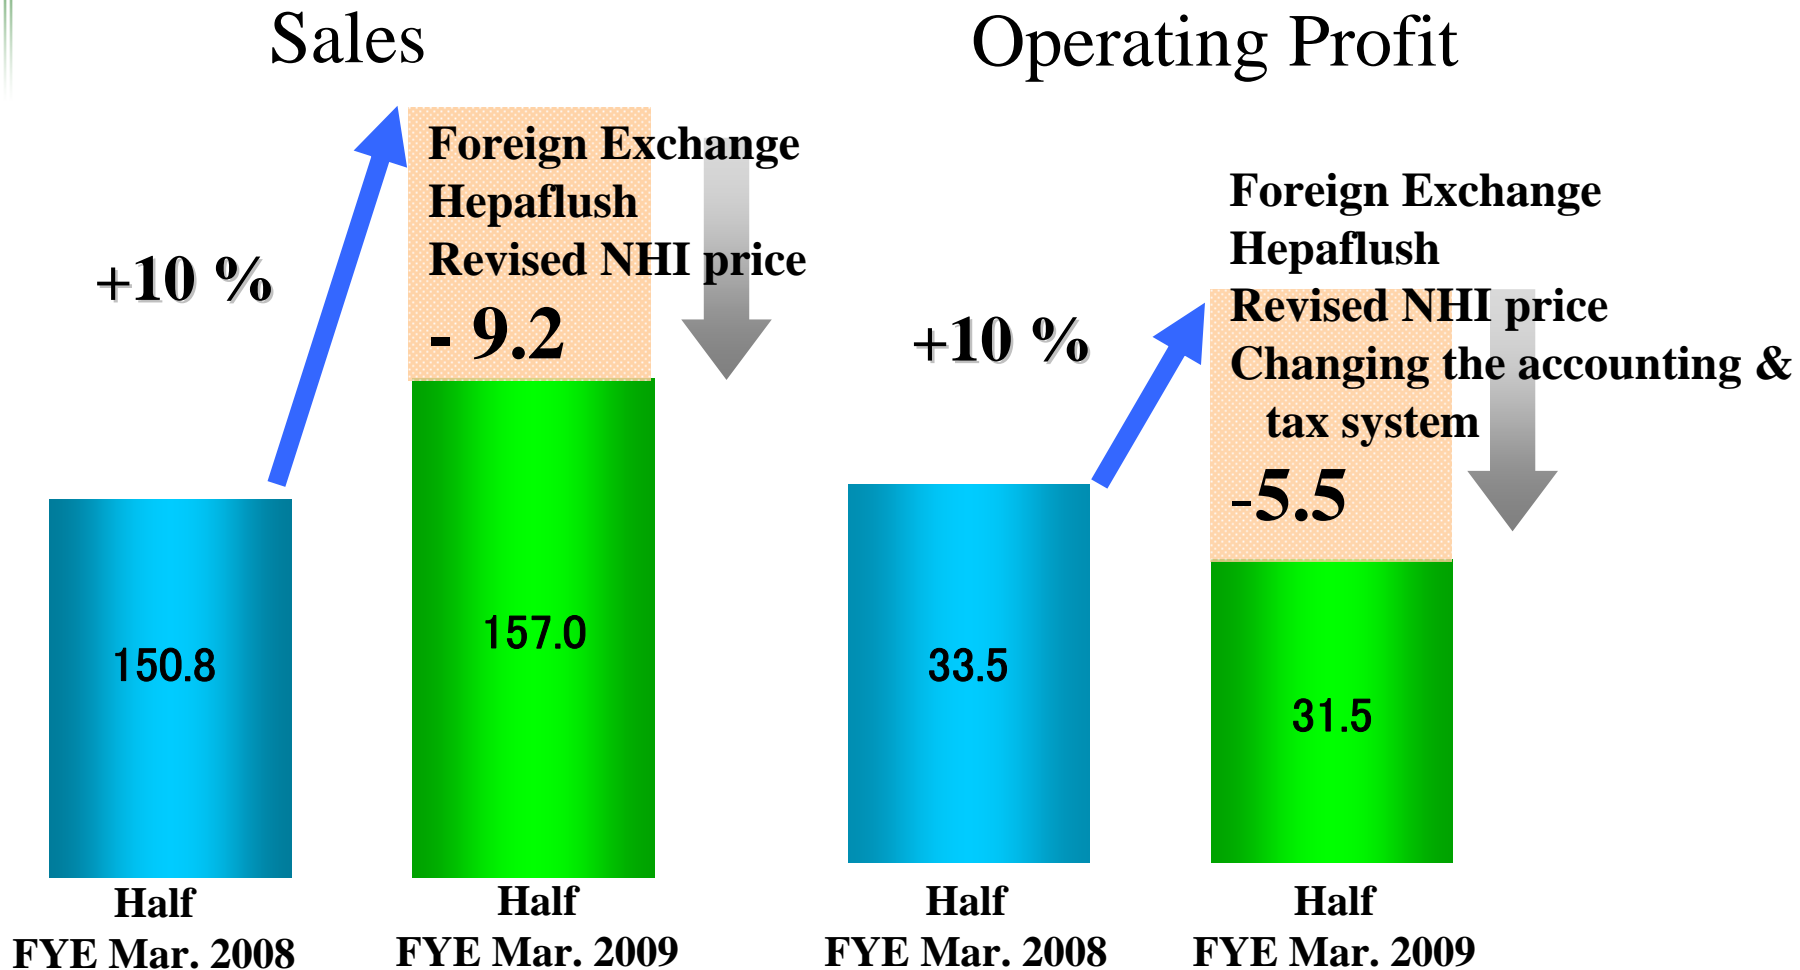 Sales
+10 %
Foreign Exchange
Hepaflush
Revised NHI price
- 9.2
150.8
157.0
Half
FYE Mar. 2008
Half
FYE Mar. 2009
Operating Profit
+10 %
Foreign Exchange
Hepaflush
Revised NHI price
Changing the accounting &
tax system
-5.5
33.5
31.5
Half
FYE Mar. 2008
Half
FYE Mar. 2009